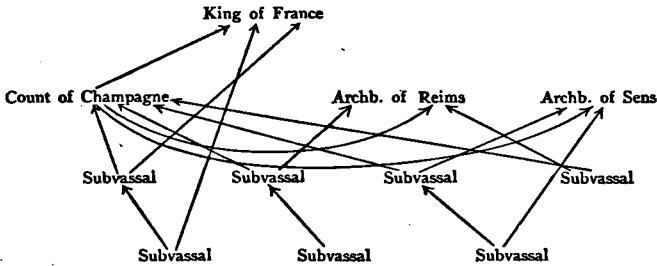 King of France
Count of Champagne Archb. of Reims Archb. of Sens
Subvassal Subvassal Subvassal Subvassal
Subvassal Subvassal Subvassal